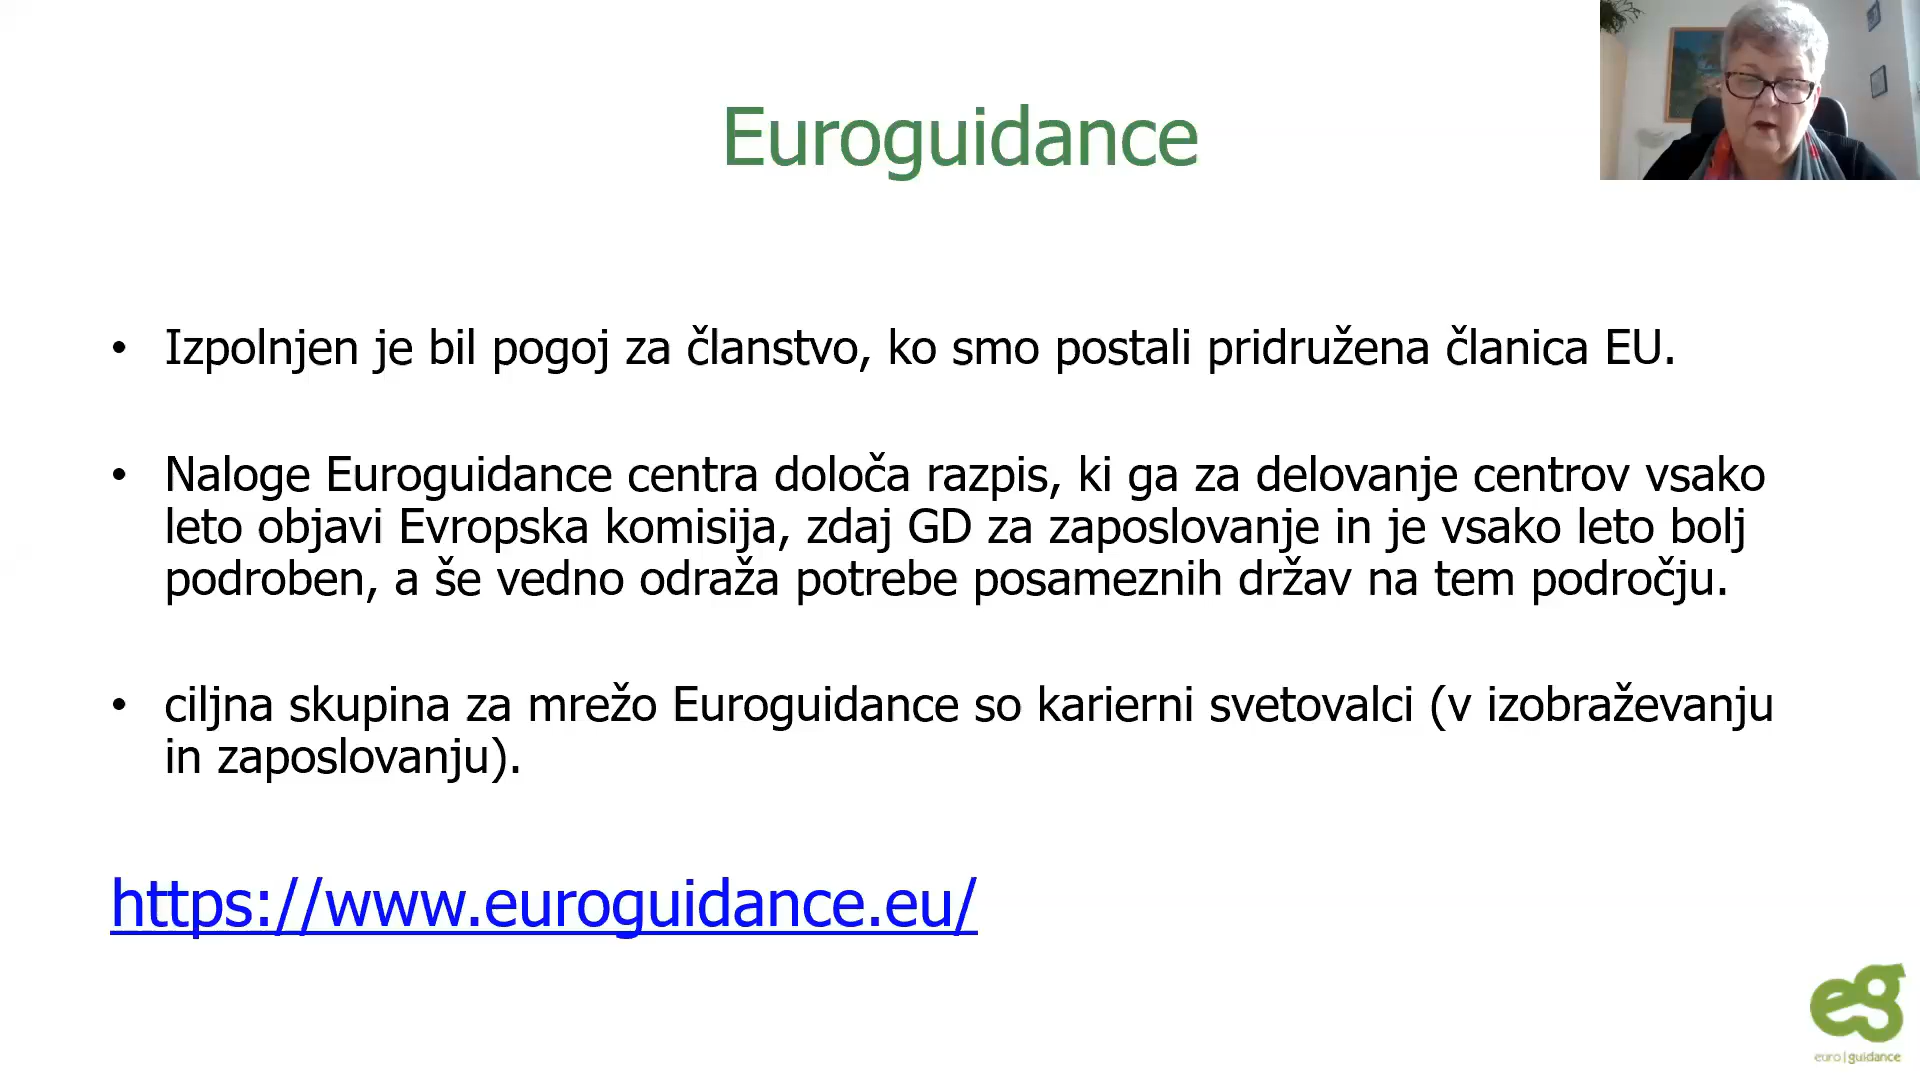 Euroguidance
• Izpolnjen je bil pogoj za članstvo, ko smo postali pridružena članica EU.
• Naloge Euroguidance centra določa razpis, ki ga za delovanje centrov vsako
leto objavi Evropska komisija, zdaj GD za zaposlovanje in je vsako leto bolj
podroben, a še vedno odraža potrebe posameznih držav na tem področju.
• ciljna skupina za mrežo Euroguidance so karierni svetovalci (v izobraževanju
in zaposlovanju).
https://www.euroguidance.eu/
eg
euro|guidance